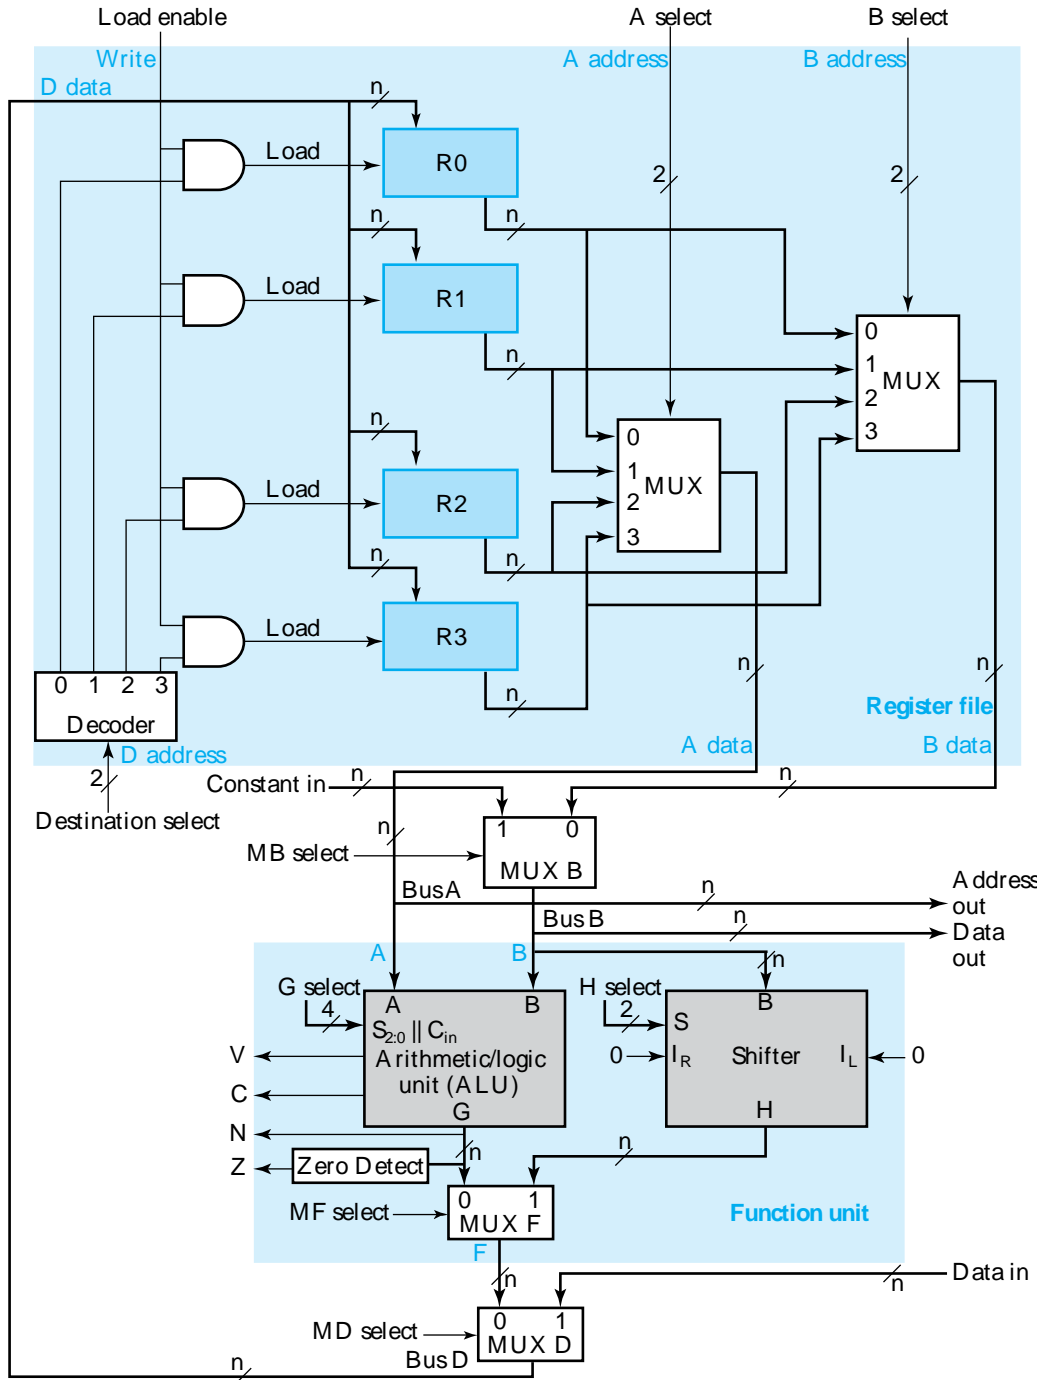 Load enable
A select
B select
Write
A address
B address
D data
n
Load
R0
2
2
n
n
Load
R1
n
0
1
MUX
2
3
0
1
MUX
2
3
n
Load
R2
n
n
Load
R3
n
n
n
0 1 2 3
Decoder
Register file
D address
A data
B data
2
Constant in
n
n
Destination select
n
1 0
MB select
MUX B
Bus A
n
Address
out
Bus B
n
Data
out
A
B
n
G select
4
A
B
H select
2
B
S
S2:0 || Cin
Arithmetic/logic
unit (ALU)
G
0
IR
Shifter
IL
0
H
V
C
N
Z
n
Zero Detect
n
0 1
MF select
MUX F
Function unit
F
n
n
Data in
0 1
MD select
MUX D
Bus D
n